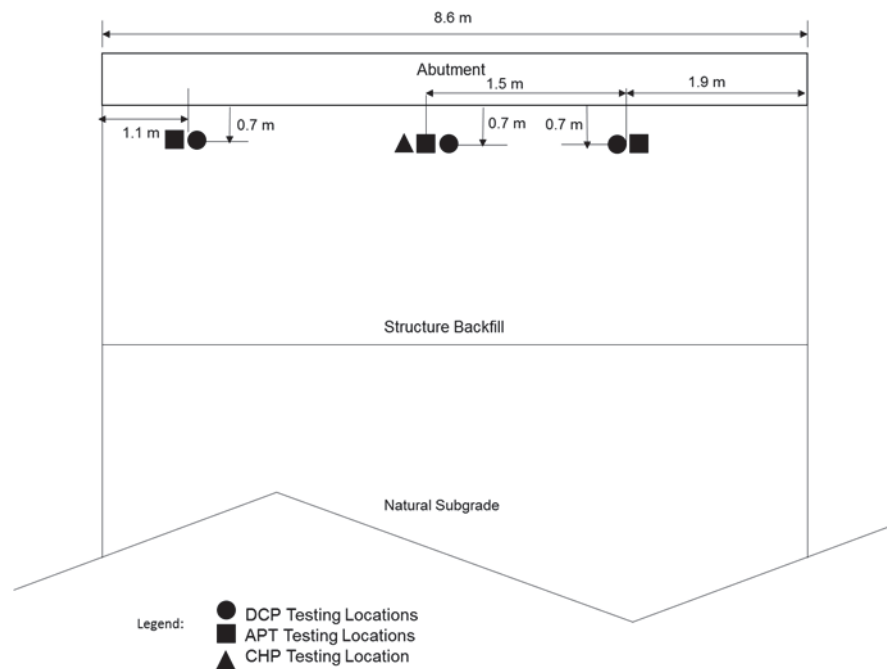 8.6 m
Abutment
1.5 m
1.9 m
1.1 m
0.7 m
0.7 m
0.7 m
Structure Backfill
Natural Subgrade
Legend:
DCP Testing Locations
APT Testing Locations
CHP Testing Location